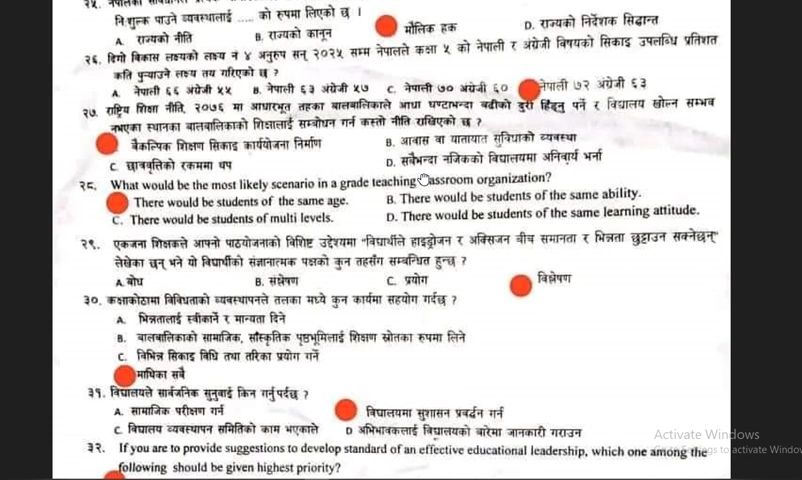 नि:शुल्क पाउने व्यवस्थालाई ..... को रूपमा लिएको छ ।
A. राज्यको नीति B. राज्यको कानून मौलिक हक D. राज्यको निर्देशक सिद्धान्त
२६. दिगो विकास लक्ष्यको लक्ष्य नं ४ अनुरुप सन् २०२५ सम्म नेपालले कक्षा ५ को नेपाली र अंग्रेजी विषयको सिकाइ उपलब्धि प्रतिशत
कति पुऱ्याउने लक्ष्य तय गरिएको छ ?
A. नेपाली ६६ अंग्रेजी ५५ B. नेपाली ६३ अंग्रेजी ५७ C. नेपाली ७० अंग्रेजी ६० नेपाली ७२ अंग्रेजी ६३
२७. राष्ट्रिय शिक्षा नीति, २०७६ मा आधारभूत तहका बालबालिकाले आधा घण्टाभन्दा बढीको दुरी हिंड्नु पर्ने र विद्यालय खोल्न सम्भव
नभएका स्थानका बालबालिकाको शिक्षालाई सम्बोधन गर्न कस्तो नीति राखिएको छ ?
बैकल्पिक शिक्षण सिकाइ कार्ययोजना निर्माण B. आवास वा यातायात सुविधाको व्यवस्था
C. छात्रवृत्तिको रकममा थप D. सबैभन्दा नजिकको विद्यालयमा अनिवार्य भर्ना
२८. What would be the most likely scenario in a grade teaching classroom organization?
There would be students of the same age. B. There would be students of the same ability.
C. There would be students of multi levels. D. There would be students of the same learning attitude.
२९. एकजना शिक्षकले आफ्नो पाठयोजनाको विशिष्ट उद्देश्यमा "विद्यार्थीले हाइड्रोजन र अक्सिजन बीच समानता र भिन्नता छुट्टाउन सक्नेछन्"
लेखेका छन् भने यो विद्यार्थीको संज्ञानात्मक पक्षको कुन तहसँग सम्बन्धित हुन्छ ?
A. बोध B. संश्लेषण C. प्रयोग विश्लेषण
३०. कक्षाकोठामा विविधताको व्यवस्थापनले तलका मध्ये कुन कार्यमा सहयोग गर्दछ ?
A. भिन्नतालाई स्वीकार्ने र मान्यता दिने
B. बालबालिकाको सामाजिक, साँस्कृतिक पृष्ठभूमिलाई शिक्षण स्रोतका रुपमा लिने
C. विभिन्न सिकाइ विधि तथा तरिका प्रयोग गर्ने
माथिका सबै
३१. विद्यालयले सार्वजनिक सुनुवाई किन गर्नुपर्दछ ?
A. सामाजिक परीक्षण गर्न विद्यालयमा सुशासन प्रवर्द्धन गर्न
C. विद्यालय व्यवस्थापन समितिको काम भएकाले D अभिभावकलाई विद्यालयको बारेमा जानकारी गराउन
Activate Windows
३२. If you are to provide suggestions to develop standard of an effective educational leadership, which one among the
to activate Windows
following should be given highest priority?